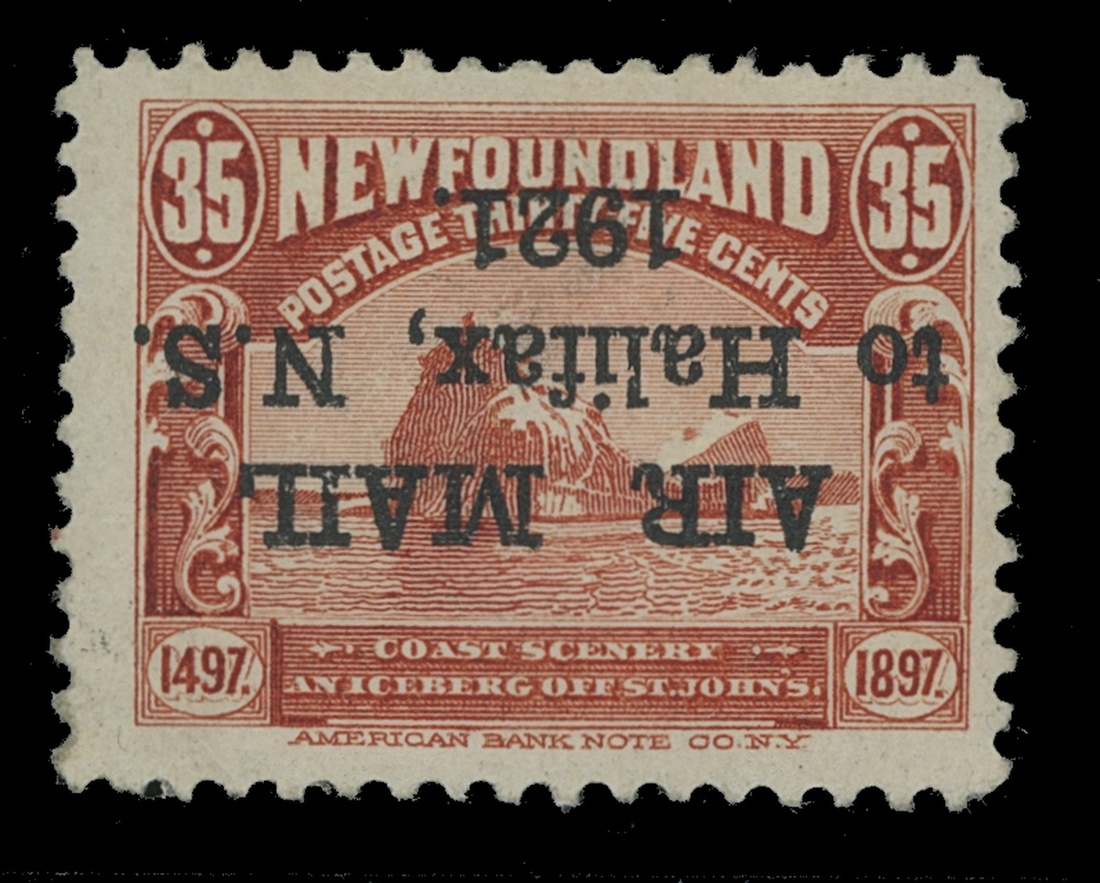 35 NEWFOUNDLAND 35
POSTAGE THIRTY-FIVE CENTS
AIR MAIL
to Halifax, N.S.
1921.
COAST SCENERY
1497. AN ICEBERG OFF ST. JOHN'S. 1897.
AMERICAN BANK NOTE CO. N.Y.